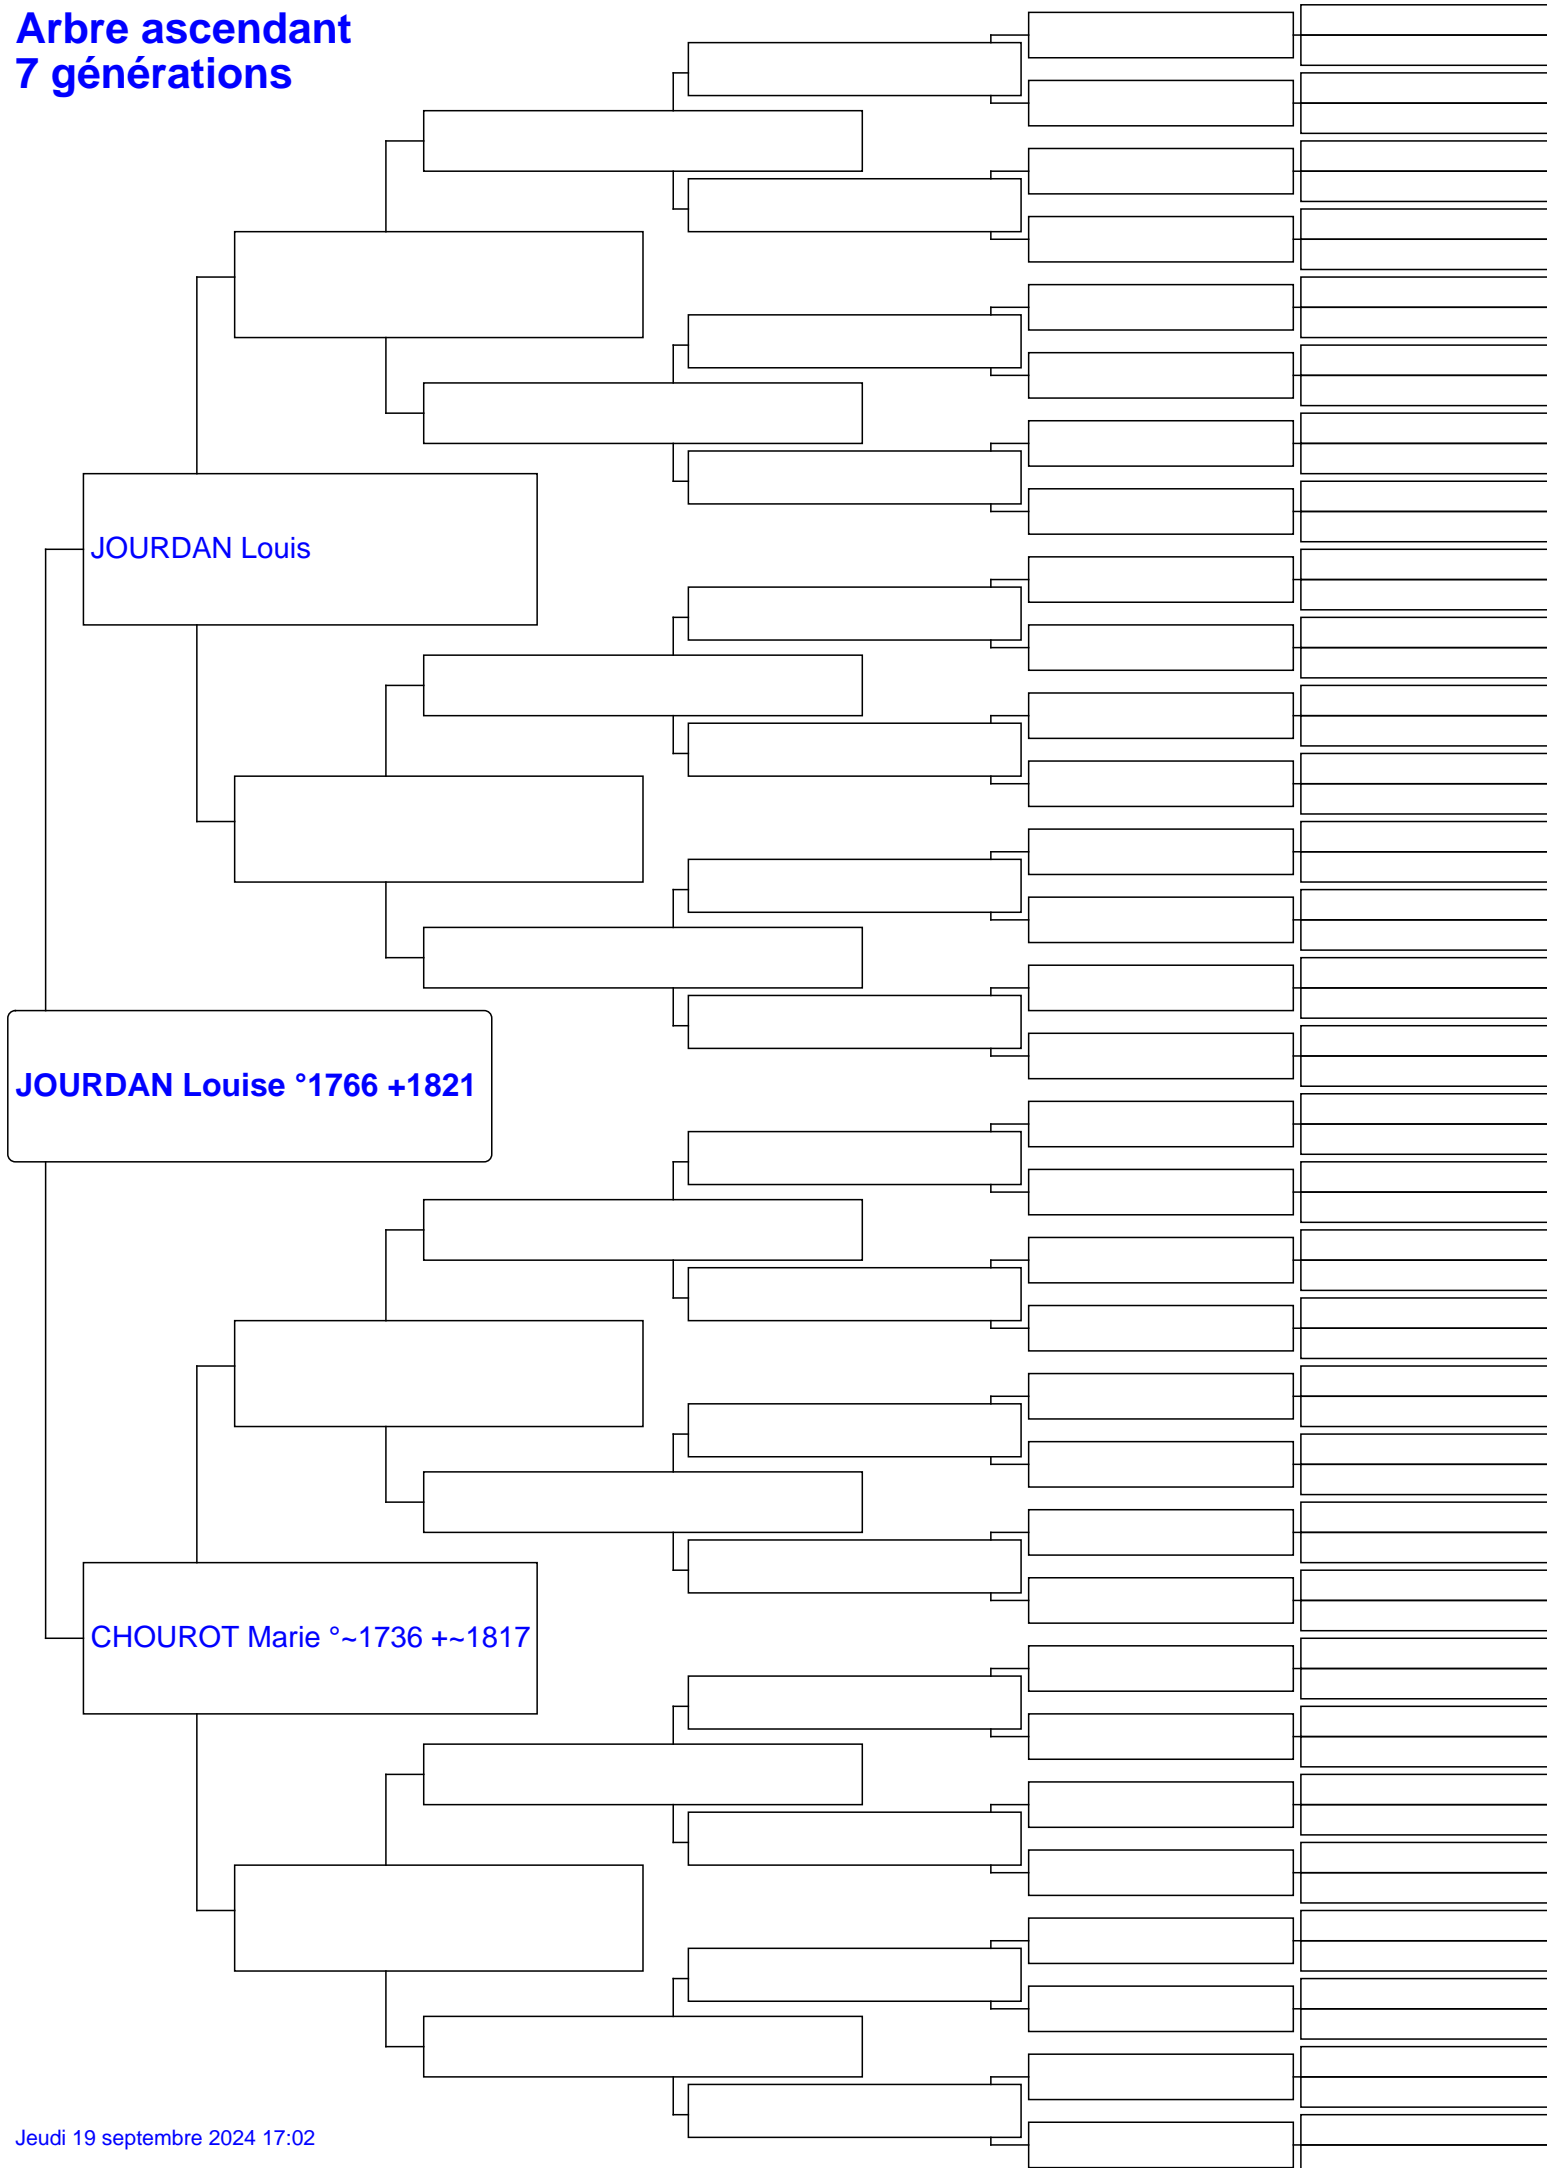 Arbre ascendant
7 générations
JOURDAN Louis
JOURDAN Louise °1766 +1821
CHOUROT Marie °~1736 +~1817
Jeudi 19 septembre 2024 17:02